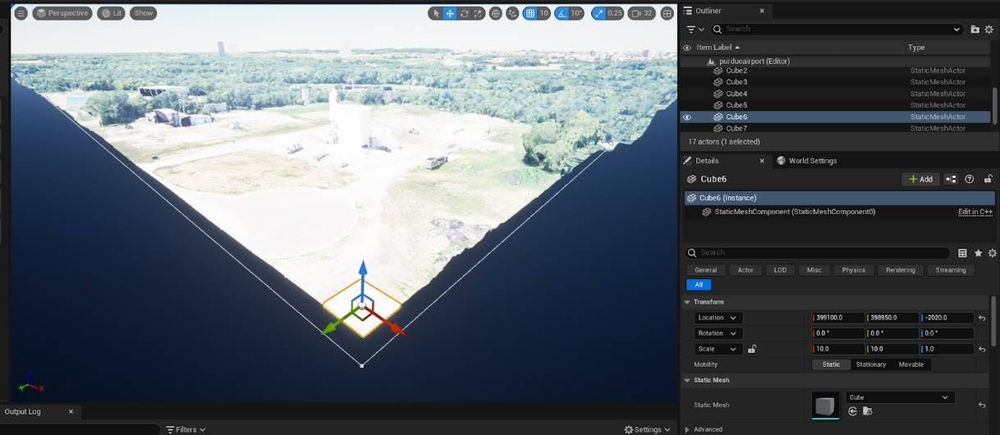 Perspective Lit Show 10 10° 0.25 32
Outliner
Search...
Item Label Type
purdueairport (Editor)
Cube2 StaticMeshActor
Cube3 StaticMeshActor
Cube4 StaticMeshActor
Cube5 StaticMeshActor
Cube6 StaticMeshActor
Cube7 StaticMeshActor
17 actors (1 selected)
Details World Settings
Cube6 + Add
Cube6 (Instance)
StaticMeshComponent (StaticMeshComponent0) Edit in C++
Search
General Actor LOD Misc Physics Rendering Streaming
All
Transform
Location 399100.0 398950.0 -2020.0
Rotation 0.0° 0.0° 0.0°
Scale 10.0 10.0 1.0
Mobility Static Stationary Movable
Static Mesh
Static Mesh Cube
Advanced
Z
Y X
Output Log
Filters Settings